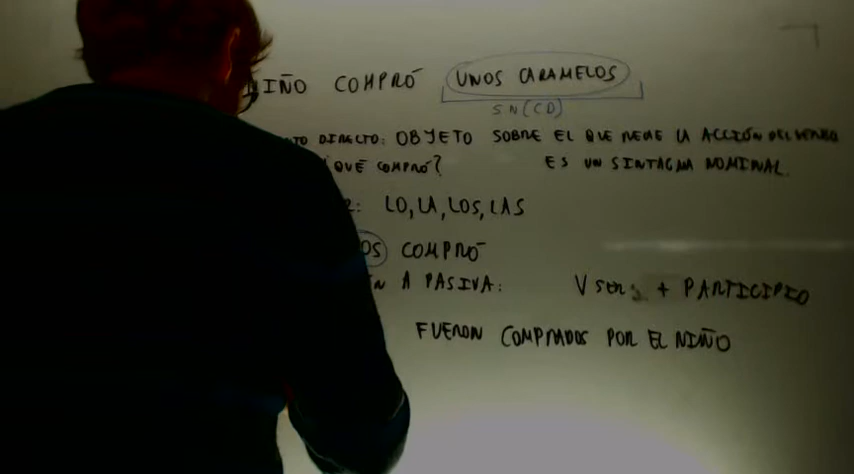 IÑO COMPRÓ UNOS CARAMELOS
SN(CD)
TO DIRECTO: OBJETO SOBRE EL QUE RECAE LA ACCIÓN DEL VERBO
QUÉ COMPRÓ? ES UN SINTAGMA NOMINAL.
: LO, LA, LOS, LAS
OS COMPRÓ
N A PASIVA: V SER + PARTICIPIO
FUERON COMPRADOS POR EL NIÑO